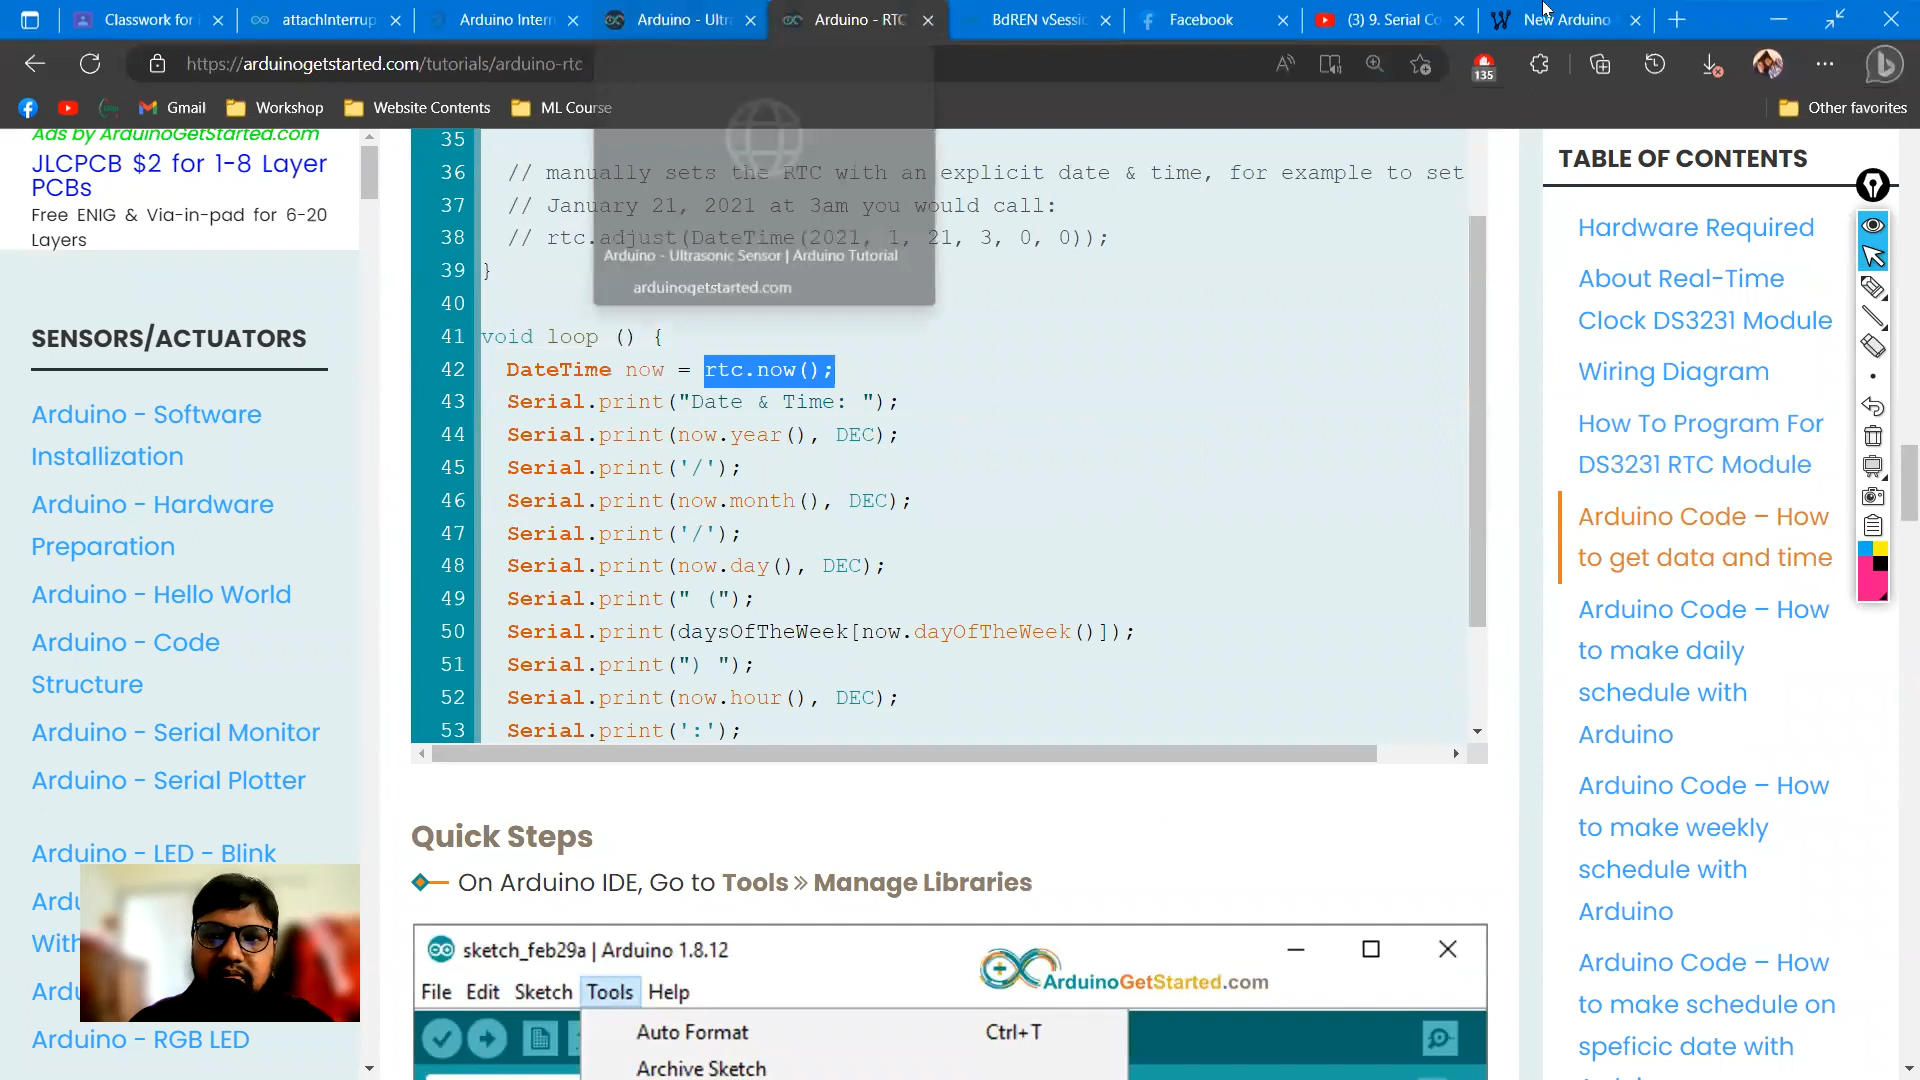 Classwork for
attachInterrup
Arduino Intern
Arduino - Ultra
Arduino - RTC
BdREN vSessio
Facebook
(3) 9. Serial Co
New Arduino
https://arduinogetstarted.com/tutorials/arduino-rtc
135
Gmail
Workshop
Website Contents
ML Course
Other favorites
Ads by ArduinoGetStarted.com
JLCPCB $2 for 1-8 Layer
PCBs
Free ENIG & Via-in-pad for 6-20
Layers
SENSORS/ACTUATORS
Arduino - Software
Installization
Arduino - Hardware
Preparation
Arduino - Hello World
Arduino - Code
Structure
Arduino - Serial Monitor
Arduino - Serial Plotter
Arduino - LED - Blink
Ardu
With
Ardu
Arduino - RGB LED
35
36 // manually sets the RTC with an explicit date & time, for example to set
37 // January 21, 2021 at 3am you would call:
38 // rtc.adjust(DateTime(2021, 1, 21, 3, 0, 0));
39 }
40
41 void loop () {
42 DateTime now = rtc.now();
43 Serial.print("Date & Time: ");
44 Serial.print(now.year(), DEC);
45 Serial.print('/');
46 Serial.print(now.month(), DEC);
47 Serial.print('/');
48 Serial.print(now.day(), DEC);
49 Serial.print(" (");
50 Serial.print(daysOfTheWeek[now.dayOfTheWeek()]);
51 Serial.print(") ");
52 Serial.print(now.hour(), DEC);
53 Serial.print(':');
Arduino - Ultrasonic Sensor | Arduino Tutorial
arduinogetstarted.com
Quick Steps
On Arduino IDE, Go to Tools » Manage Libraries
sketch_feb29a | Arduino 1.8.12
ArduinoGetStarted.com
File Edit Sketch Tools Help
Auto Format Ctrl+T
Archive Sketch
TABLE OF CONTENTS
Hardware Required
About Real-Time
Clock DS3231 Module
Wiring Diagram
How To Program For
DS3231 RTC Module
Arduino Code – How
to get data and time
Arduino Code – How
to make daily
schedule with
Arduino
Arduino Code – How
to make weekly
schedule with
Arduino
Arduino Code – How
to make schedule on
speficic date with